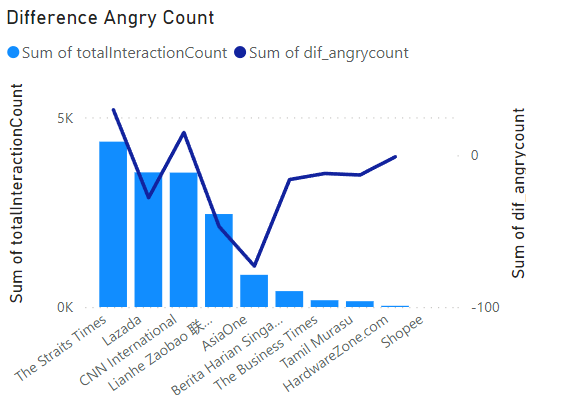 Difference Angry Count
Sum of totalInteractionCount Sum of dif_angrycount
Sum of totalInteractionCount
5K
0K
0
-100
Sum of dif_angrycount
The Straits Times
Lazada
CNN International
Lianhe Zaobao 联...
AsiaOne
Berita Harian Singa...
The Business Times
Tamil Murasu
HardwareZone.com
Shopee